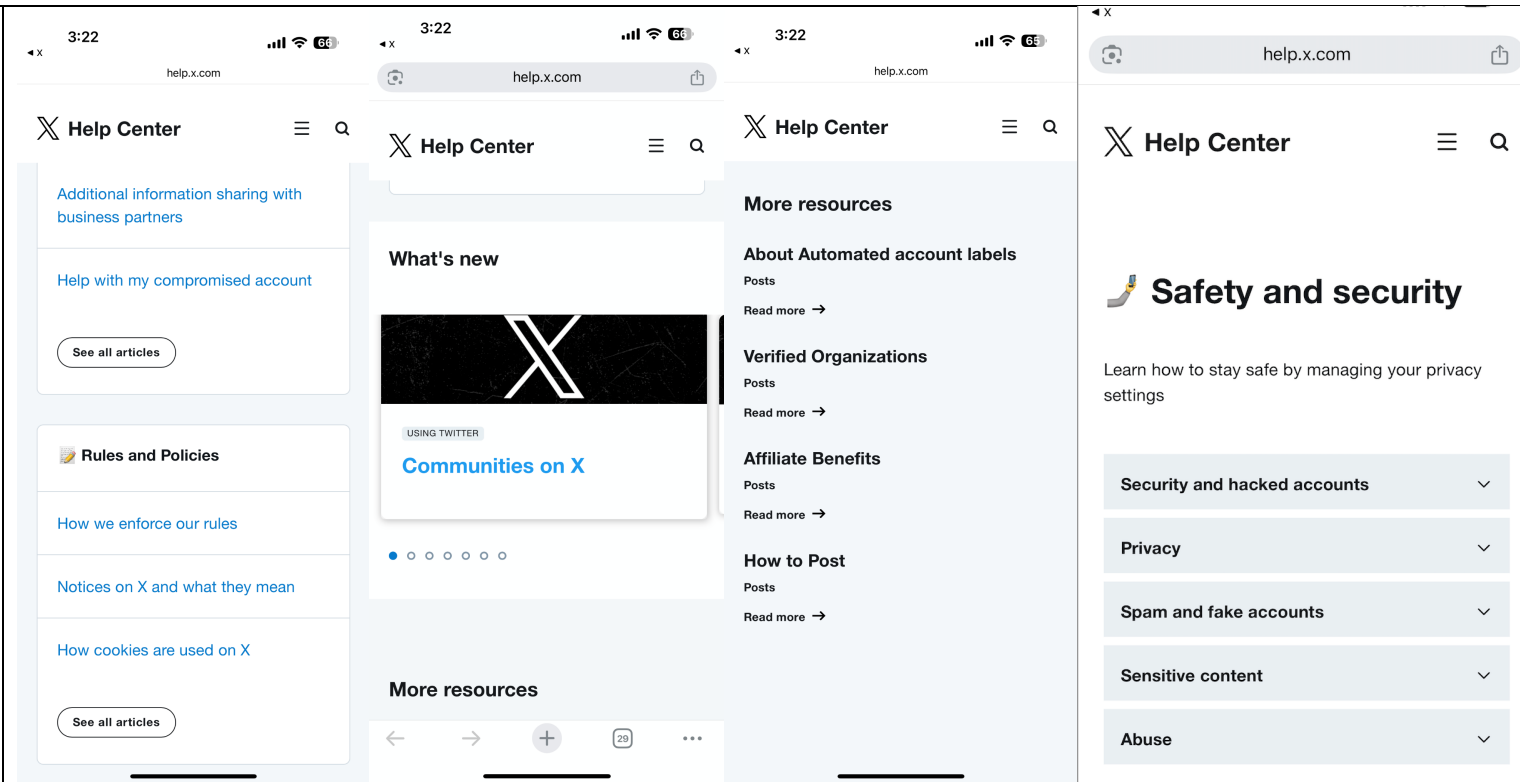 3:22
◂ X
66
help.x.com
X Help Center
Additional information sharing with
business partners
Help with my compromised account
See all articles
📝 Rules and Policies
How we enforce our rules
Notices on X and what they mean
How cookies are used on X
See all articles
3:22
◂ X
66
help.x.com
X Help Center
What's new
X
USING TWITTER
Communities on X
More resources
29
3:22
◂ X
65
help.x.com
X Help Center
More resources
About Automated account labels
Posts
Read more →
Verified Organizations
Posts
Read more →
Affiliate Benefits
Posts
Read more →
How to Post
Posts
Read more →
◂ X
help.x.com
X Help Center
🤳 Safety and security
Learn how to stay safe by managing your privacy
settings
Security and hacked accounts
Privacy
Spam and fake accounts
Sensitive content
Abuse